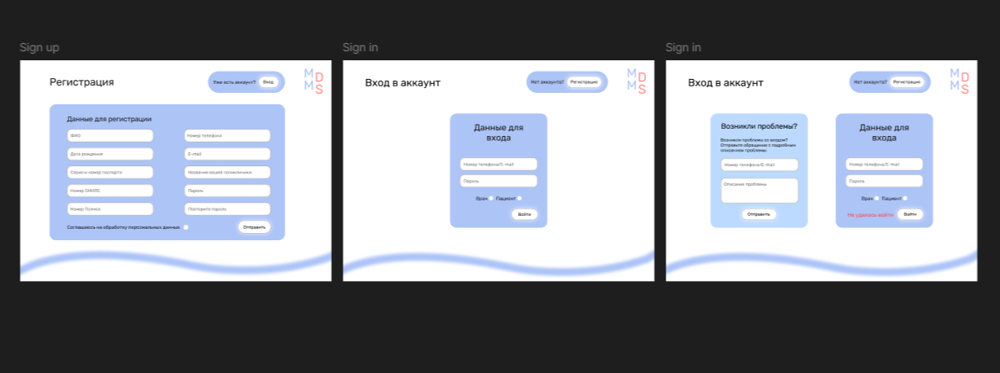 Sign up
Регистрация
Уже есть аккаунт?
Вход
M D
M S
Данные для регистрации
ФИО
Номер телефона
Дата рождения
E-mail
Серия и номер паспорта
Название вашей поликлиники
Номер СНИЛС
Пароль
Номер Полиса
Повторите пароль
Соглашаюсь на обработку персональных данных
Отправить
Sign in
Вход в аккаунт
Нет аккаунта?
Регистрация
M D
M S
Данные для
входа
Номер телефона/E-mail
Пароль
Врач
Пациент
Войти
Sign in
Вход в аккаунт
Нет аккаунта?
Регистрация
M D
M S
Возникли проблемы?
Возникли проблемы со входом?
Отправьте обращение с подробным
описанием проблемы:
Номер телефона/E-mail
Описание проблемы
Отправить
Данные для
входа
Номер телефона/E-mail
Пароль
Врач
Пациент
Не удалось войти
Войти